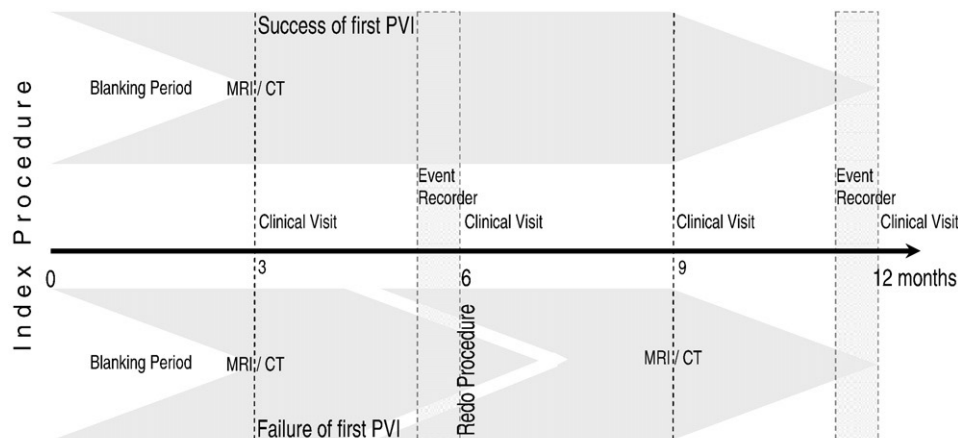 Index Procedure
Success of first PVI
Blanking Period
MRI / CT
Event
Recorder
Event
Recorder
Clinical Visit
Clinical Visit
Clinical Visit
Clinical Visit
0
3
6
9
12 months
Blanking Period
MRI / CT
Redo Procedure
MRI / CT
Failure of first PVI